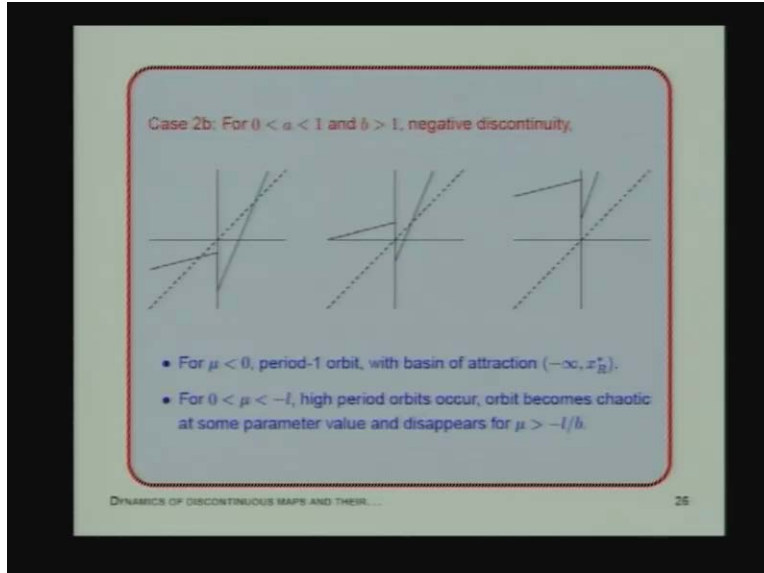 Case 2b: For 0 < a < 1 and b > 1, negative discontinuity,
• For μ < 0, period-1 orbit, with basin of attraction (−∞, x*_R).
• For 0 < μ < −l, high period orbits occur, orbit becomes chaotic
at some parameter value and disappears for μ > −l/b.
DYNAMICS OF DISCONTINUOUS MAPS AND THEIR....
26